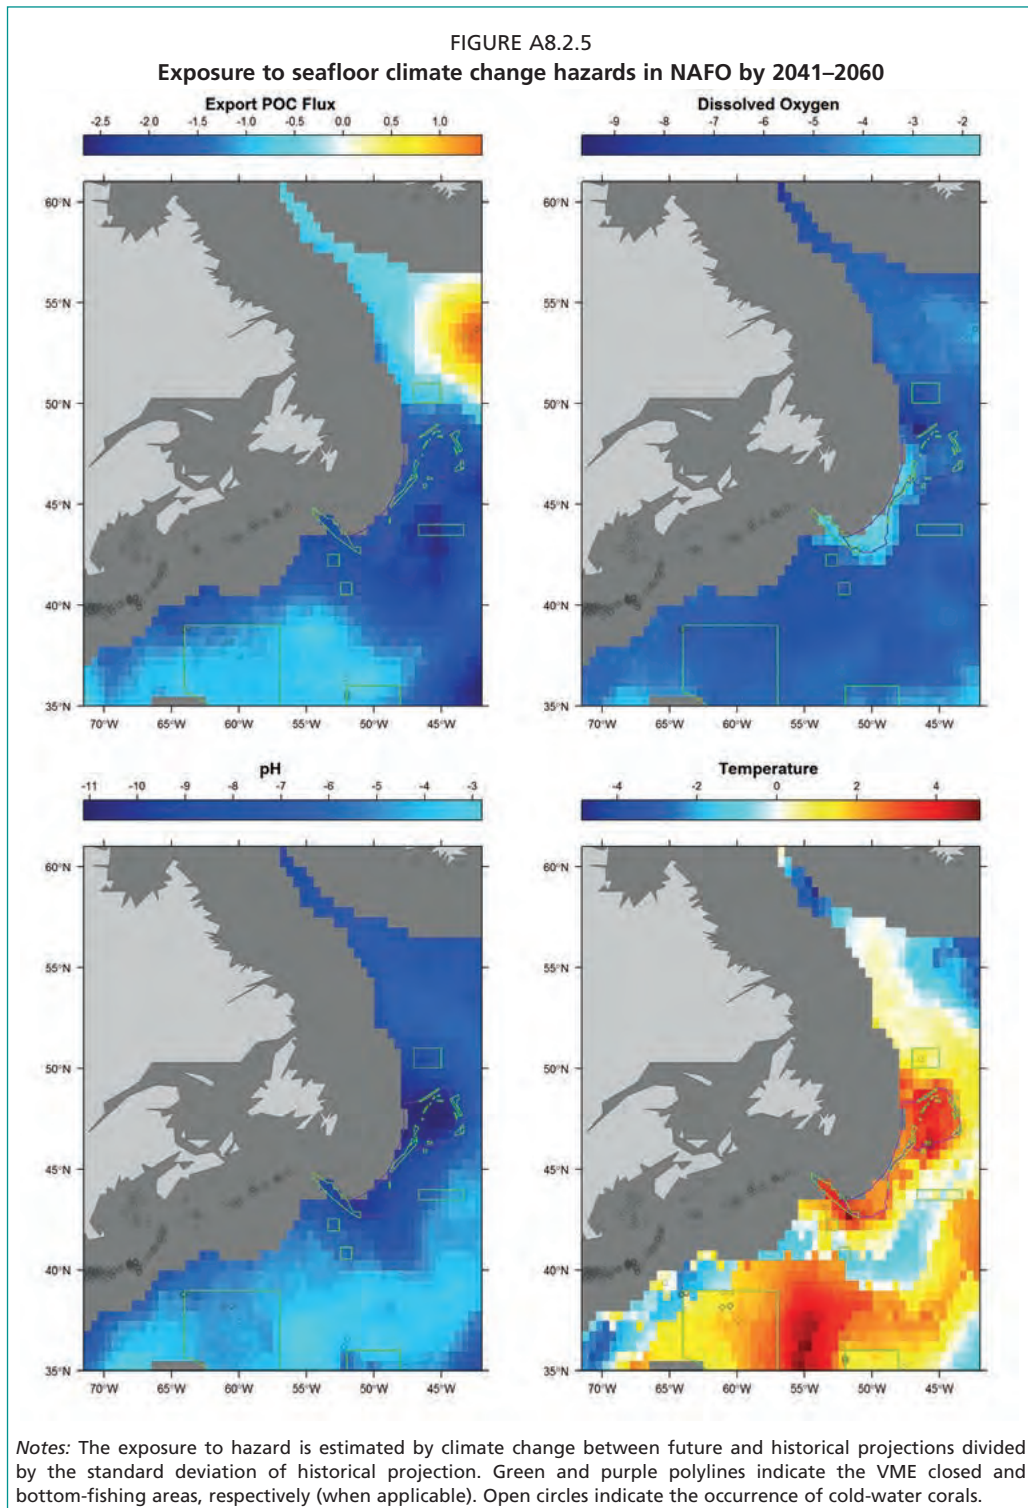 FIGURE A8.2.5
Exposure to seafloor climate change hazards in NAFO by 2041–2060
Export POC Flux
-2.5 -2.0 -1.5 -1.0 -0.5 0.0 0.5 1.0
60°N
55°N
50°N
45°N
40°N
35°N
70°W 65°W 60°W 55°W 50°W 45°W
Dissolved Oxygen
-9 -8 -7 -6 -5 -4 -3 -2
60°N
55°N
50°N
45°N
40°N
35°N
70°W 65°W 60°W 55°W 50°W 45°W
pH
-11 -10 -9 -8 -7 -6 -5 -4 -3
60°N
55°N
50°N
45°N
40°N
35°N
70°W 65°W 60°W 55°W 50°W 45°W
Temperature
-4 -2 0 2 4
60°N
55°N
50°N
45°N
40°N
35°N
70°W 65°W 60°W 55°W 50°W 45°W
Notes: The exposure to hazard is estimated by climate change between future and historical projections divided
by the standard deviation of historical projection. Green and purple polylines indicate the VME closed and
bottom-fishing areas, respectively (when applicable). Open circles indicate the occurrence of cold-water corals.